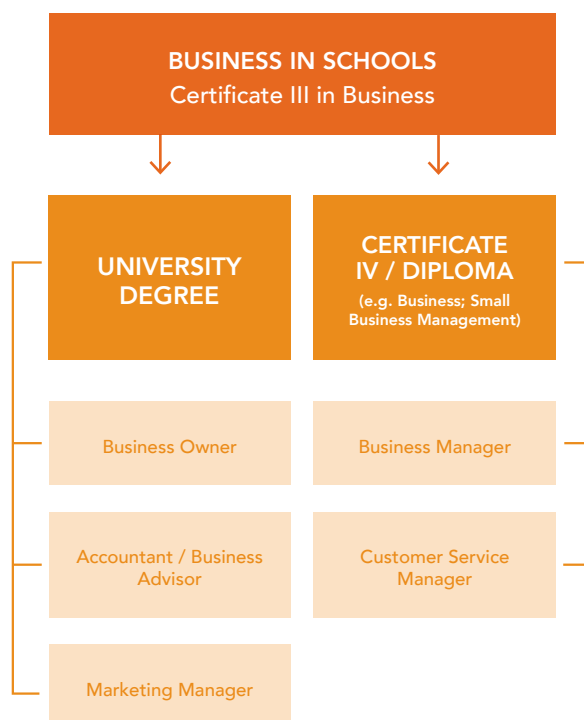 BUSINESS IN SCHOOLS
Certificate III in Business
UNIVERSITY
DEGREE
CERTIFICATE
IV / DIPLOMA
(e.g. Business; Small
Business Management)
Business Owner
Business Manager
Accountant / Business
Advisor
Customer Service
Manager
Marketing Manager